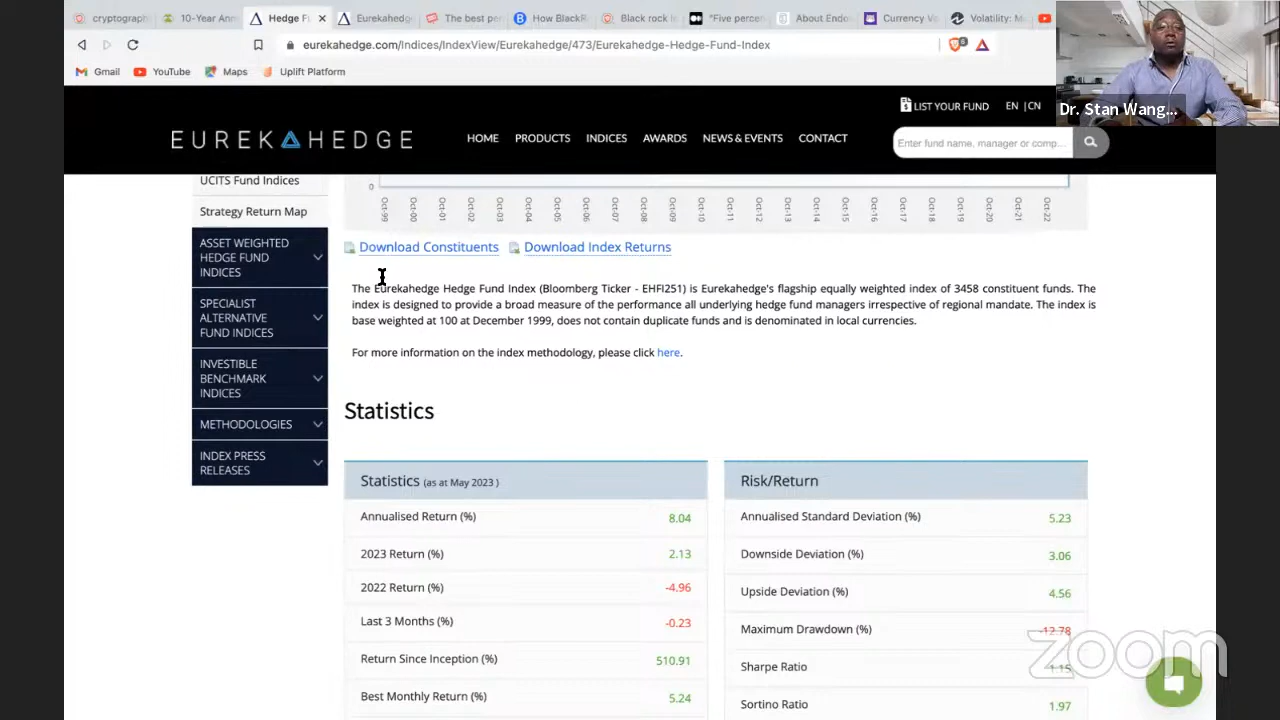 cryptograph
10-Year Ann
Hedge F
Eurekahedg
The best pe
How BlackR
Black rock i
"Five percen
About Endo
Currency Vo
Volatility: M
eurekahedge.com/Indices/IndexView/Eurekahedge/473/Eurekahedge-Hedge-Fund-Index
8
Gmail YouTube Maps Uplift Platform
Dr. Stan Wang...
LIST YOUR FUND EN | CN
EUREKAHEDGE
HOME PRODUCTS INDICES AWARDS NEWS & EVENTS CONTACT
Enter fund name, manager or comp...
UCITS Fund Indices
Strategy Return Map
ASSET WEIGHTED
HEDGE FUND
INDICES
SPECIALIST
ALTERNATIVE
FUND INDICES
INVESTIBLE
BENCHMARK
INDICES
METHODOLOGIES
INDEX PRESS
RELEASES
0
Oct-99 Oct-00 Oct-01 Oct-02 Oct-03 Oct-04 Oct-05 Oct-06 Oct-07 Oct-08 Oct-09 Oct-10 Oct-11 Oct-12 Oct-13 Oct-14 Oct-15 Oct-16 Oct-17 Oct-18 Oct-19 Oct-20 Oct-21 Oct-22
Download Constituents Download Index Returns
The Eurekahedge Hedge Fund Index (Bloomberg Ticker - EHFI251) is Eurekahedge's flagship equally weighted index of 3458 constituent funds. The
index is designed to provide a broad measure of the performance all underlying hedge fund managers irrespective of regional mandate. The index is
base weighted at 100 at December 1999, does not contain duplicate funds and is denominated in local currencies.
For more information on the index methodology, please click here.
Statistics
Statistics (as at May 2023 )
Annualised Return (%) 8.04
2023 Return (%) 2.13
2022 Return (%) -4.96
Last 3 Months (%) -0.23
Return Since Inception (%) 510.91
Best Monthly Return (%) 5.24
Risk/Return
Annualised Standard Deviation (%) 5.23
Downside Deviation (%) 3.06
Upside Deviation (%) 4.56
Maximum Drawdown (%) -12.78
Sharpe Ratio 1.15
Sortino Ratio 1.97
zoom